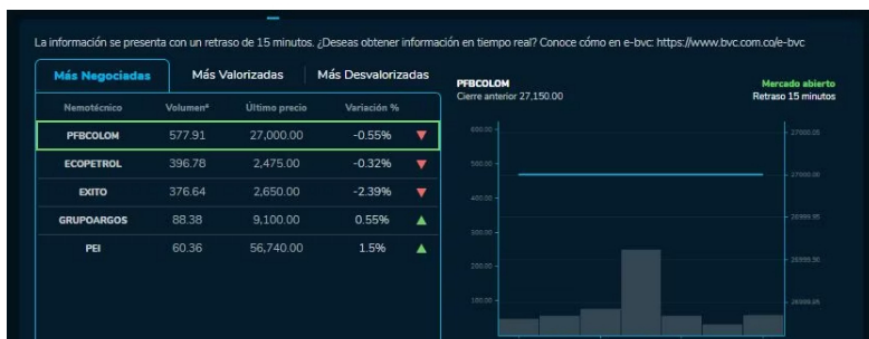 La información se presenta con un retraso de 15 minutos. ¿Deseas obtener información en tiempo real? Conoce cómo en e-bvc: https://www.bvc.com.co/e-bvc
Más Negociadas Más Valorizadas Más Desvalorizadas
Nemotécnico Volumenª Último precio Variación %
PFBCOLOM 577.91 27,000.00 -0.55% ▼
ECOPETROL 396.78 2,475.00 -0.32% ▼
EXITO 376.64 2,650.00 -2.39% ▼
GRUPOARGOS 88.38 9,100.00 0.55% ▲
PEI 60.36 56,740.00 1.5% ▲
PFBCOLOM Mercado abierto
Cierre anterior 27,150.00 Retraso 15 minutos
600.00
500.00
400.00
300.00
200.00
100.00
27000.00